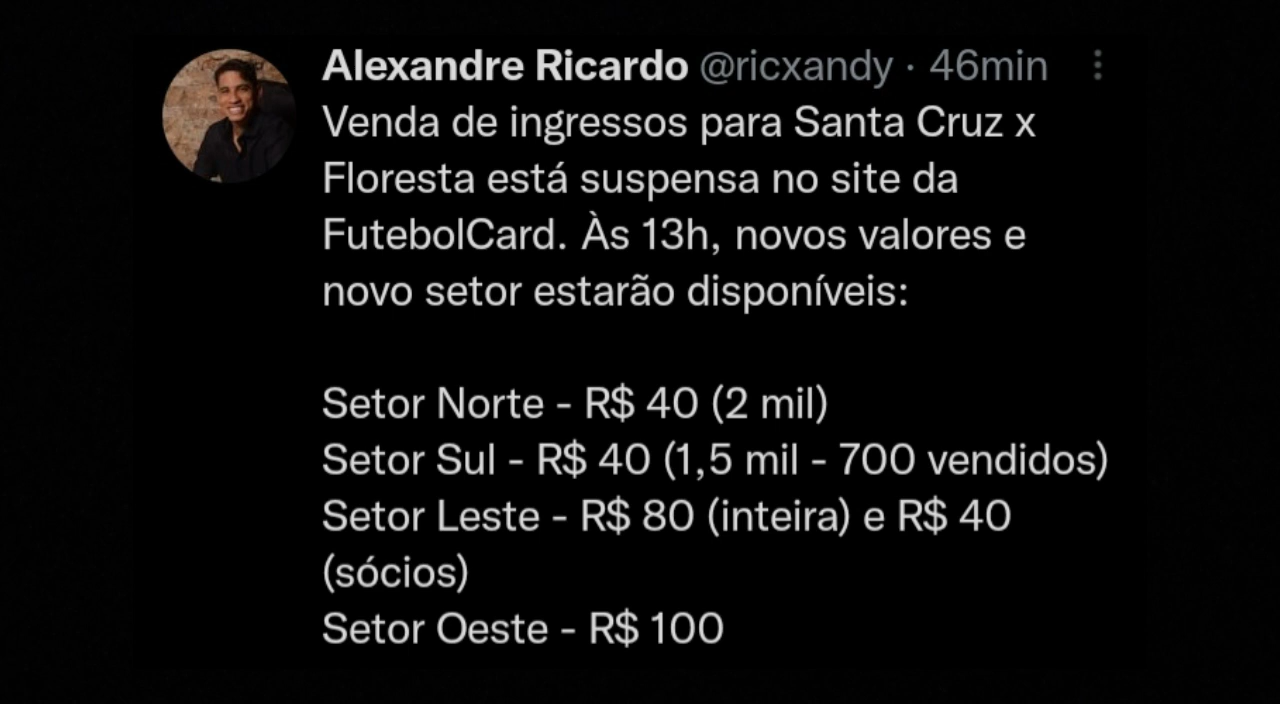 Alexandre Ricardo @ricxandy · 46min
Venda de ingressos para Santa Cruz x
Floresta está suspensa no site da
FutebolCard. Às 13h, novos valores e
novo setor estarão disponíveis:
Setor Norte - R$ 40 (2 mil)
Setor Sul - R$ 40 (1,5 mil - 700 vendidos)
Setor Leste - R$ 80 (inteira) e R$ 40
(sócios)
Setor Oeste - R$ 100